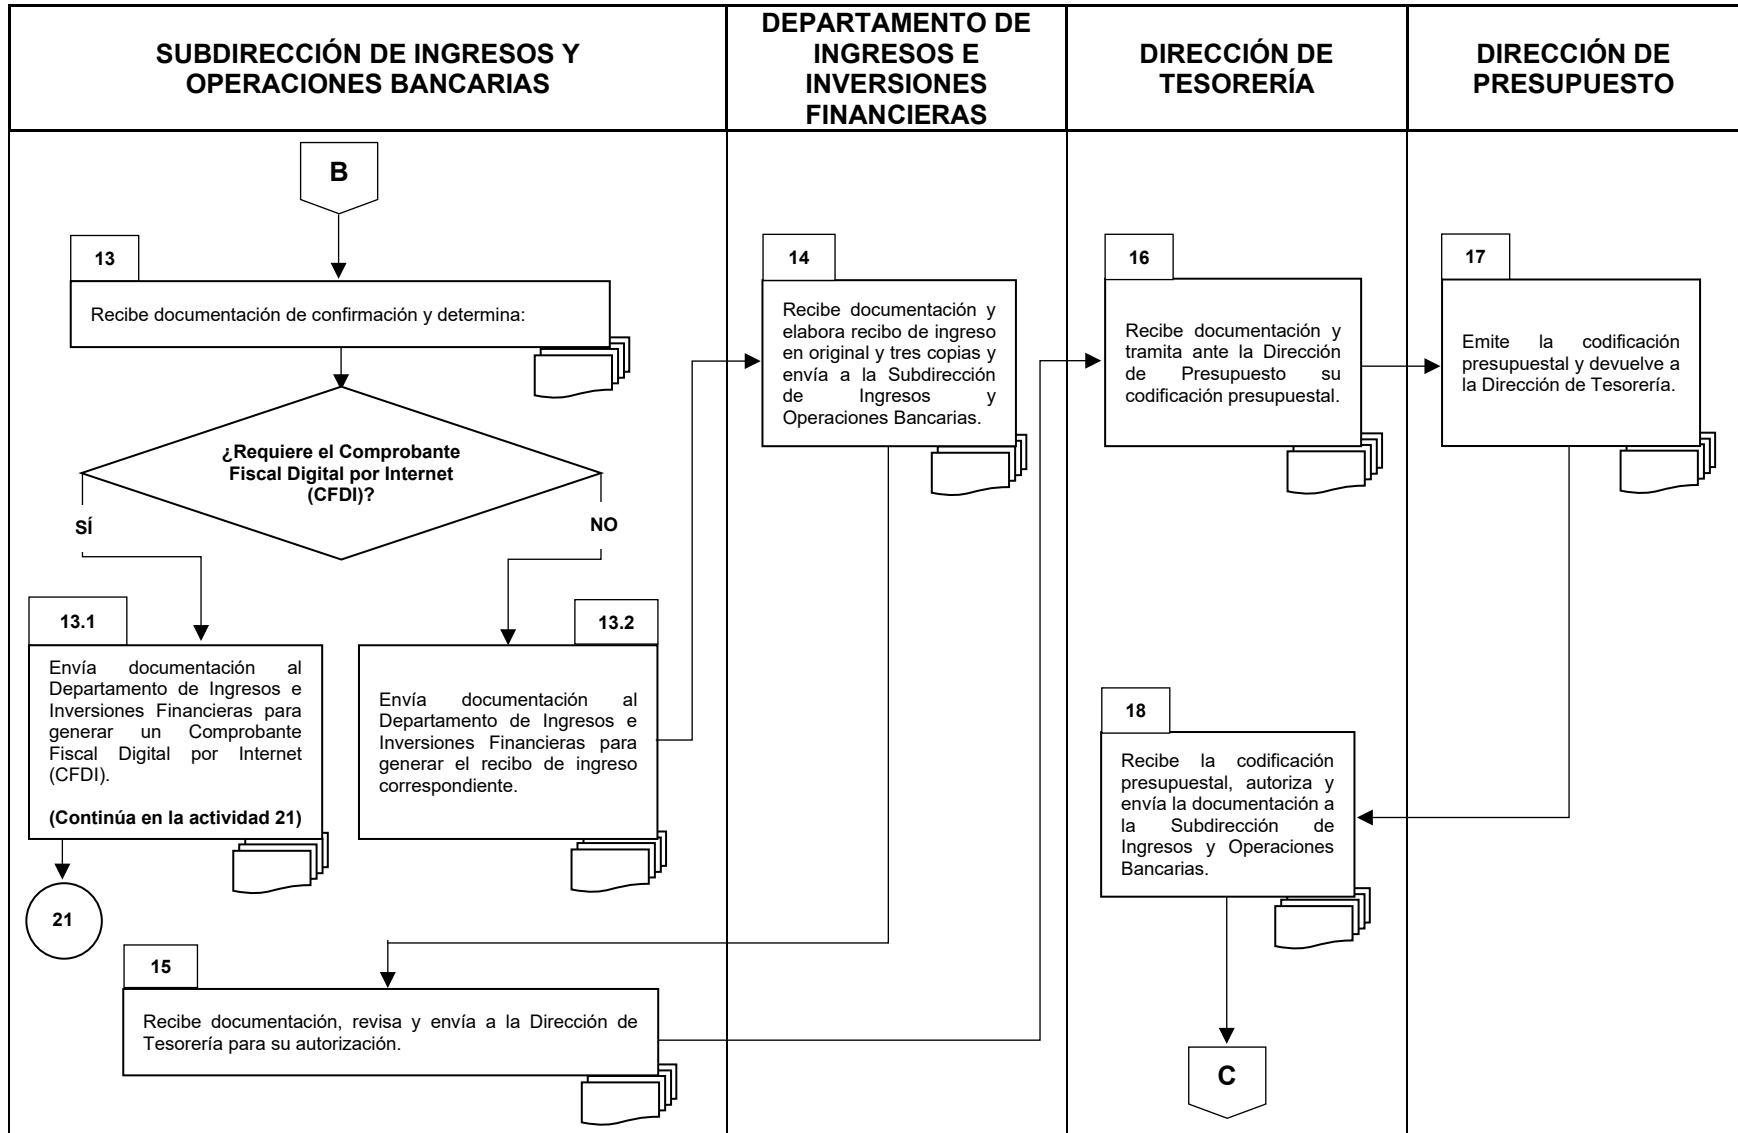 SUBDIRECCIÓN DE INGRESOS Y
OPERACIONES BANCARIAS
DEPARTAMENTO DE
INGRESOS E
INVERSIONES
FINANCIERAS
DIRECCIÓN DE
TESORERÍA
DIRECCIÓN DE
PRESUPUESTO
B
13
Recibe documentación de confirmación y determina:
¿Requiere el Comprobante
Fiscal Digital por Internet
(CFDI)?
SÍ
NO
13.1
Envía documentación al
Departamento de Ingresos e
Inversiones Financieras para
generar un Comprobante
Fiscal Digital por Internet
(CFDI).
(Continúa en la actividad 21)
21
13.2
Envía documentación al
Departamento de Ingresos e
Inversiones Financieras para
generar el recibo de ingreso
correspondiente.
14
Recibe documentación y
elabora recibo de ingreso
en original y tres copias y
envía a la Subdirección
de Ingresos y
Operaciones Bancarias.
15
Recibe documentación, revisa y envía a la Dirección de
Tesorería para su autorización.
16
Recibe documentación y
tramita ante la Dirección
de Presupuesto su
codificación presupuestal.
17
Emite la codificación
presupuestal y devuelve a
la Dirección de Tesorería.
18
Recibe la codificación
presupuestal, autoriza y
envía la documentación a
la Subdirección de
Ingresos y Operaciones
Bancarias.
C